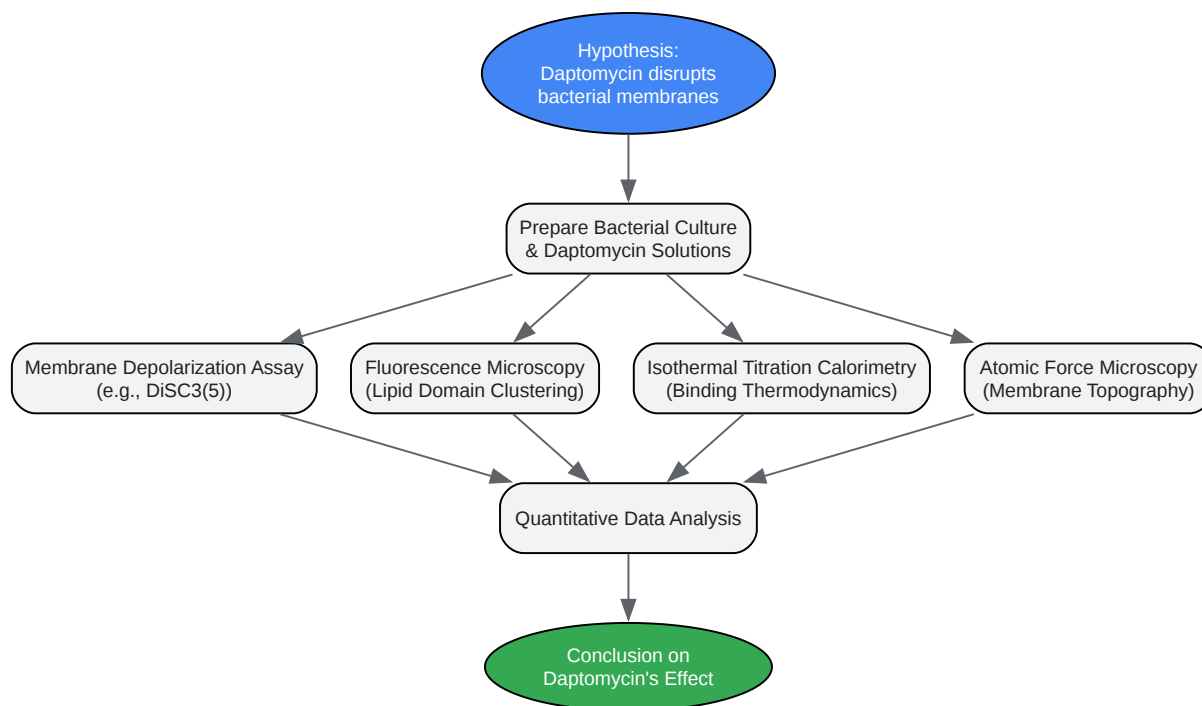 Hypothesis:
Daptomycin disrupts
bacterial membranes
Prepare Bacterial Culture
& Daptomycin Solutions
Membrane Depolarization Assay
(e.g., DiSC3(5))
Fluorescence Microscopy
(Lipid Domain Clustering)
Isothermal Titration Calorimetry
(Binding Thermodynamics)
Atomic Force Microscopy
(Membrane Topography)
Quantitative Data Analysis
Conclusion on
Daptomycin's Effect